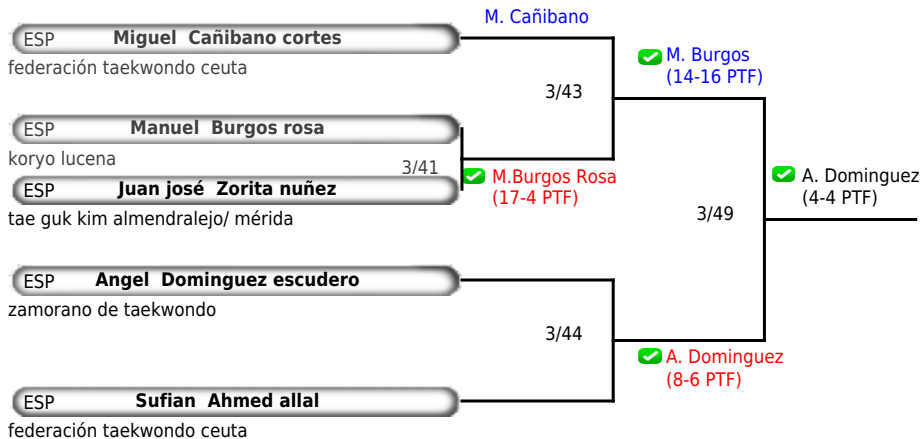 M. Cañibano
ESP Miguel Cañibano cortes
federación taekwondo ceuta
M. Burgos
(14-16 PTF)
3/43
ESP Manuel Burgos rosa
koryo lucena
3/41
M.Burgos Rosa
(17-4 PTF)
ESP Juan josé Zorita nuñez
tae guk kim almendralejo/ mérida
A. Dominguez
(4-4 PTF)
3/49
ESP Angel Dominguez escudero
zamorano de taekwondo
3/44
A. Dominguez
(8-6 PTF)
ESP Sufian Ahmed allal
federación taekwondo ceuta